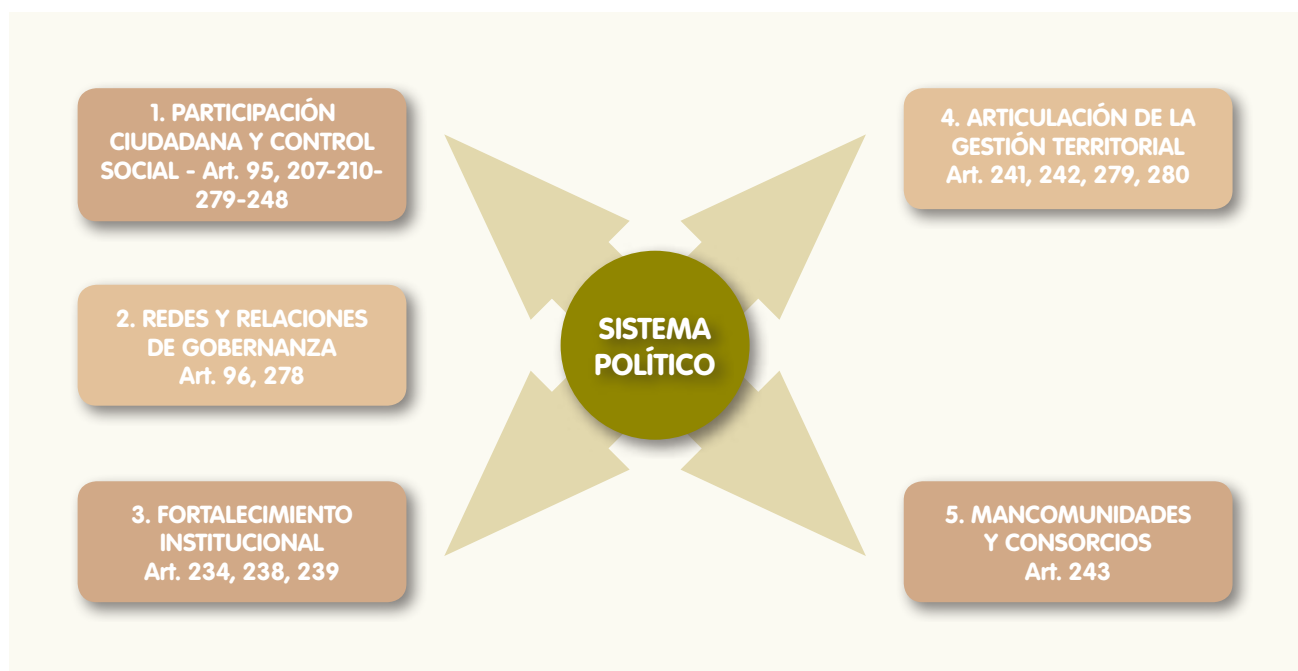 1. PARTICIPACIÓN
CIUDADANA Y CONTROL
SOCIAL - Art. 95, 207-210-
279-248
2. REDES Y RELACIONES
DE GOBERNANZA
Art. 96, 278
3. FORTALECIMIENTO
INSTITUCIONAL
Art. 234, 238, 239
SISTEMA
POLÍTICO
4. ARTICULACIÓN DE LA
GESTIÓN TERRITORIAL
Art. 241, 242, 279, 280
5. MANCOMUNIDADES
Y CONSORCIOS
Art. 243